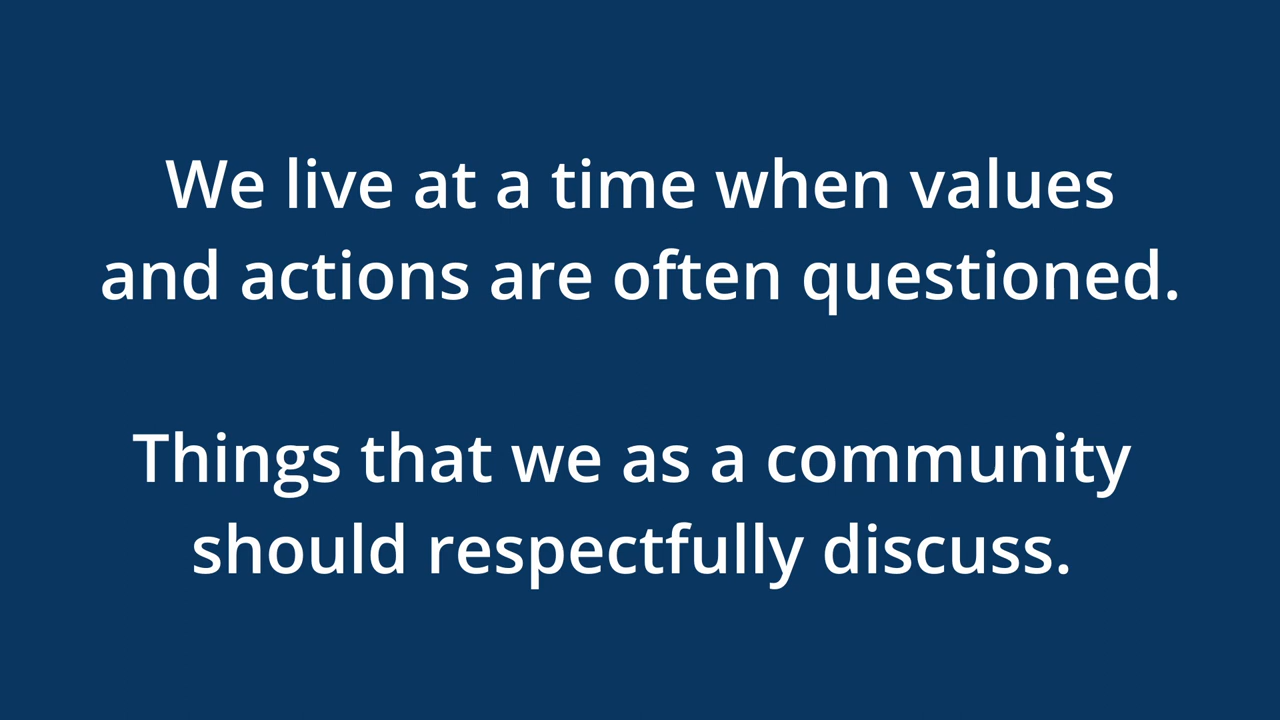 We live at a time when values
and actions are often questioned.
Things that we as a community
should respectfully discuss.